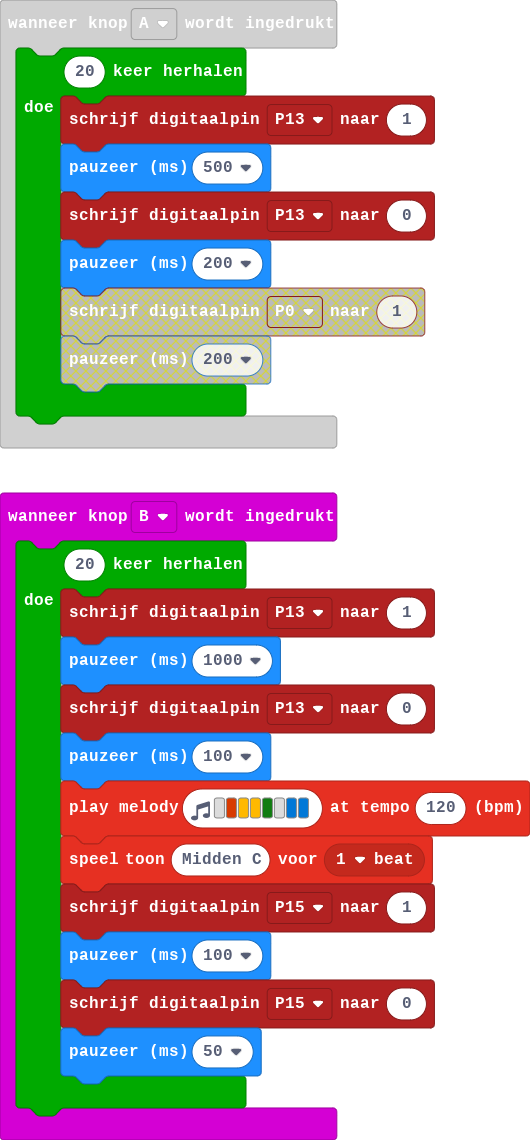 wanneer knop A wordt ingedrukt
20 keer herhalen
doe
schrijf digitaalpin P13 naar 1
pauzeer (ms) 500
schrijf digitaalpin P13 naar 0
pauzeer (ms) 200
schrijf digitaalpin P0 naar 1
pauzeer (ms) 200
wanneer knop B wordt ingedrukt
20 keer herhalen
doe
schrijf digitaalpin P13 naar 1
pauzeer (ms) 1000
schrijf digitaalpin P13 naar 0
pauzeer (ms) 100
play melody at tempo 120 (bpm)
speel toon Midden C voor 1 beat
schrijf digitaalpin P15 naar 1
pauzeer (ms) 100
schrijf digitaalpin P15 naar 0
pauzeer (ms) 50